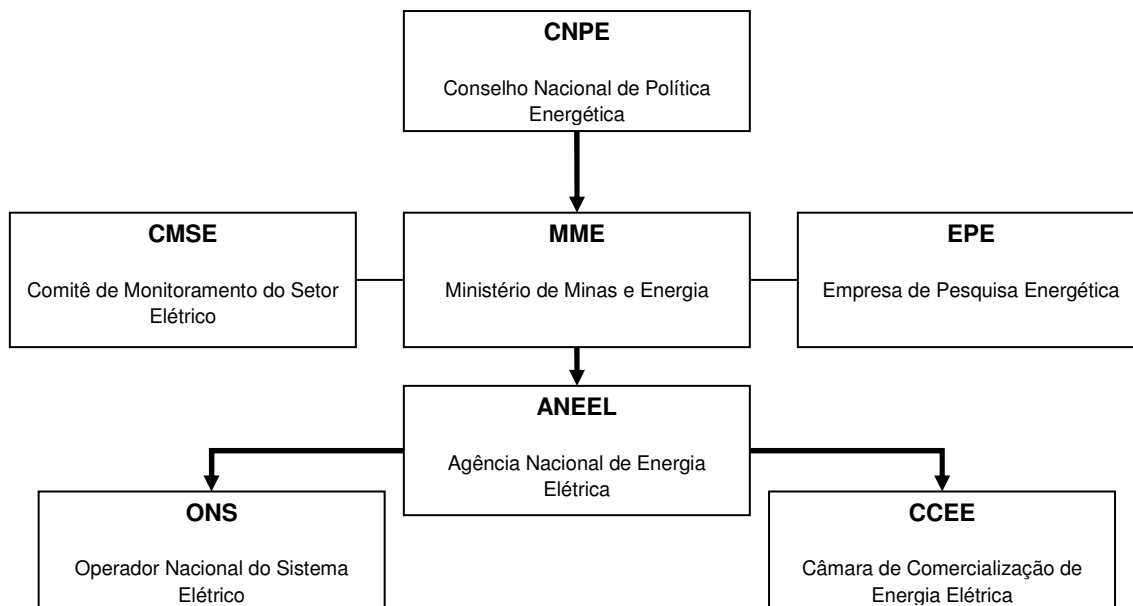 CNPE
Conselho Nacional de Política
Energética
CMSE
Comitê de Monitoramento do Setor
Elétrico
MME
Ministério de Minas e Energia
EPE
Empresa de Pesquisa Energética
ANEEL
Agência Nacional de Energia
Elétrica
ONS
Operador Nacional do Sistema
Elétrico
CCEE
Câmara de Comercialização de
Energia Elétrica